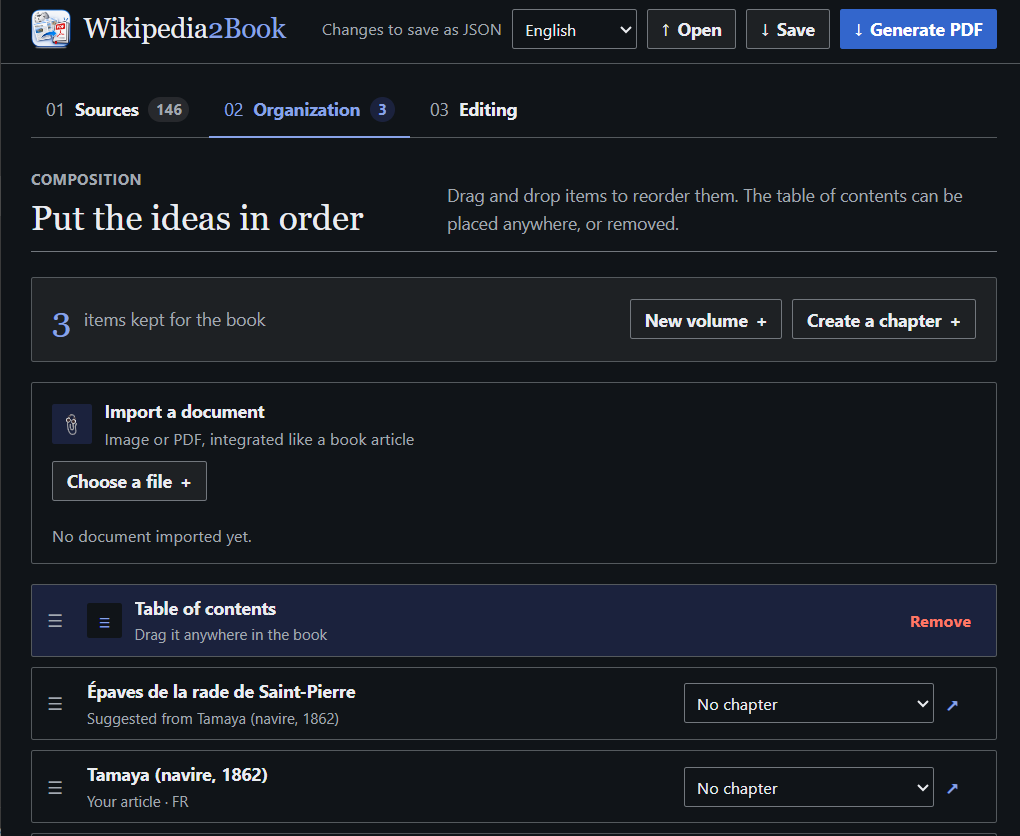 Wikipedia2Book
Changes to save as JSON
English
↑ Open
↓ Save
↓ Generate PDF
01 Sources 146
02 Organization 3
03 Editing
COMPOSITION
Put the ideas in order
Drag and drop items to reorder them. The table of contents can be
placed anywhere, or removed.
3 items kept for the book
New volume +
Create a chapter +
Import a document
Image or PDF, integrated like a book article
Choose a file +
No document imported yet.
Table of contents
Drag it anywhere in the book
Remove
Épaves de la rade de Saint-Pierre
Suggested from Tamaya (navire, 1862)
No chapter
Tamaya (navire, 1862)
Your article · FR
No chapter